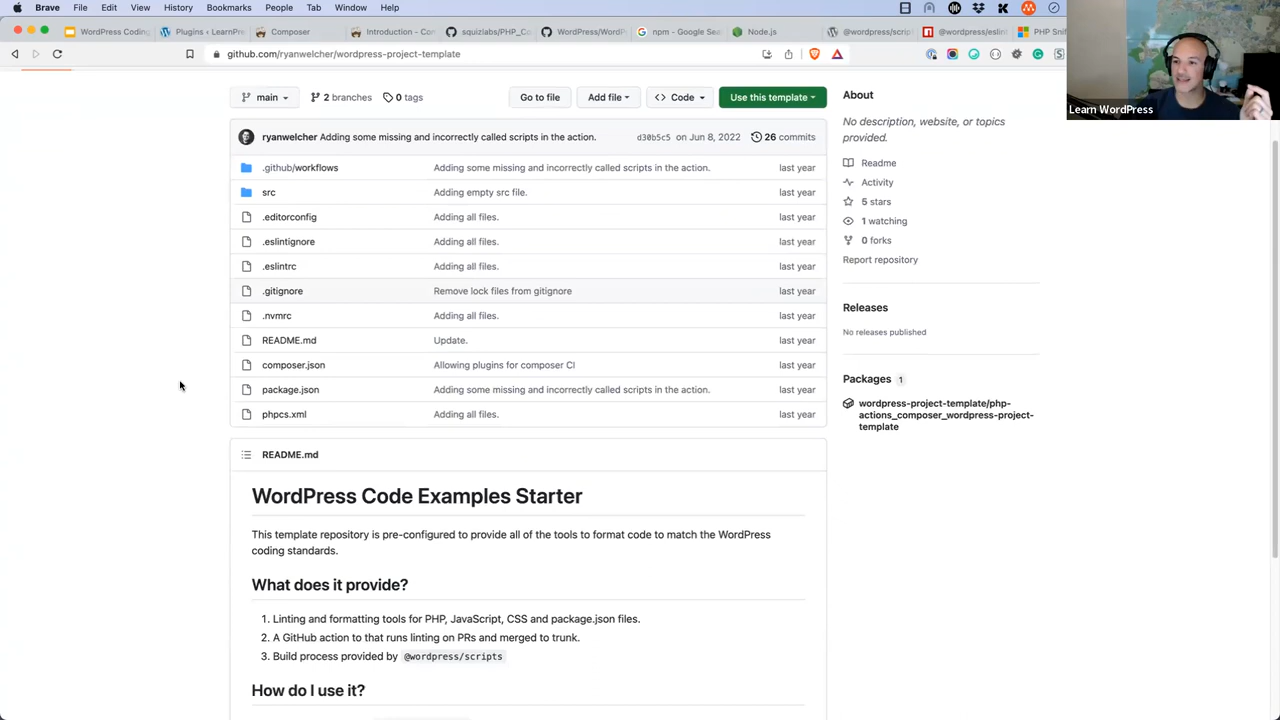 Brave File Edit View History Bookmarks People Tab Window Help
WordPress Coding
Plugins ‹ LearnPre
Composer
Introduction - Com
squizlabs/PHP_Co
WordPress/WordP
npm - Google Sea
Node.js
@wordpress/scrip
@wordpress/eslint
PHP Snif
github.com/ryanwelcher/wordpress-project-template
main
2 branches
0 tags
Go to file
Add file
Code
Use this template
ryanwelcher Adding some missing and incorrectly called scripts in the action. d30b5c5 on Jun 8, 2022 26 commits
.github/workflows Adding some missing and incorrectly called scripts in the action. last year
src Adding empty src file. last year
.editorconfig Adding all files. last year
.eslintignore Adding all files. last year
.eslintrc Adding all files. last year
.gitignore Remove lock files from gitignore last year
.nvmrc Adding all files. last year
README.md Update. last year
composer.json Allowing plugins for composer CI last year
package.json Adding some missing and incorrectly called scripts in the action. last year
phpcs.xml Adding all files. last year
README.md
WordPress Code Examples Starter
This template repository is pre-configured to provide all of the tools to format code to match the WordPress
coding standards.
What does it provide?
1. Linting and formatting tools for PHP, JavaScript, CSS and package.json files.
2. A GitHub action to that runs linting on PRs and merged to trunk.
3. Build process provided by @wordpress/scripts
How do I use it?
About
No description, website, or topics
provided.
Readme
Activity
5 stars
1 watching
0 forks
Report repository
Releases
No releases published
Packages 1
wordpress-project-template/php-
actions_composer_wordpress-project-
template
Learn WordPress